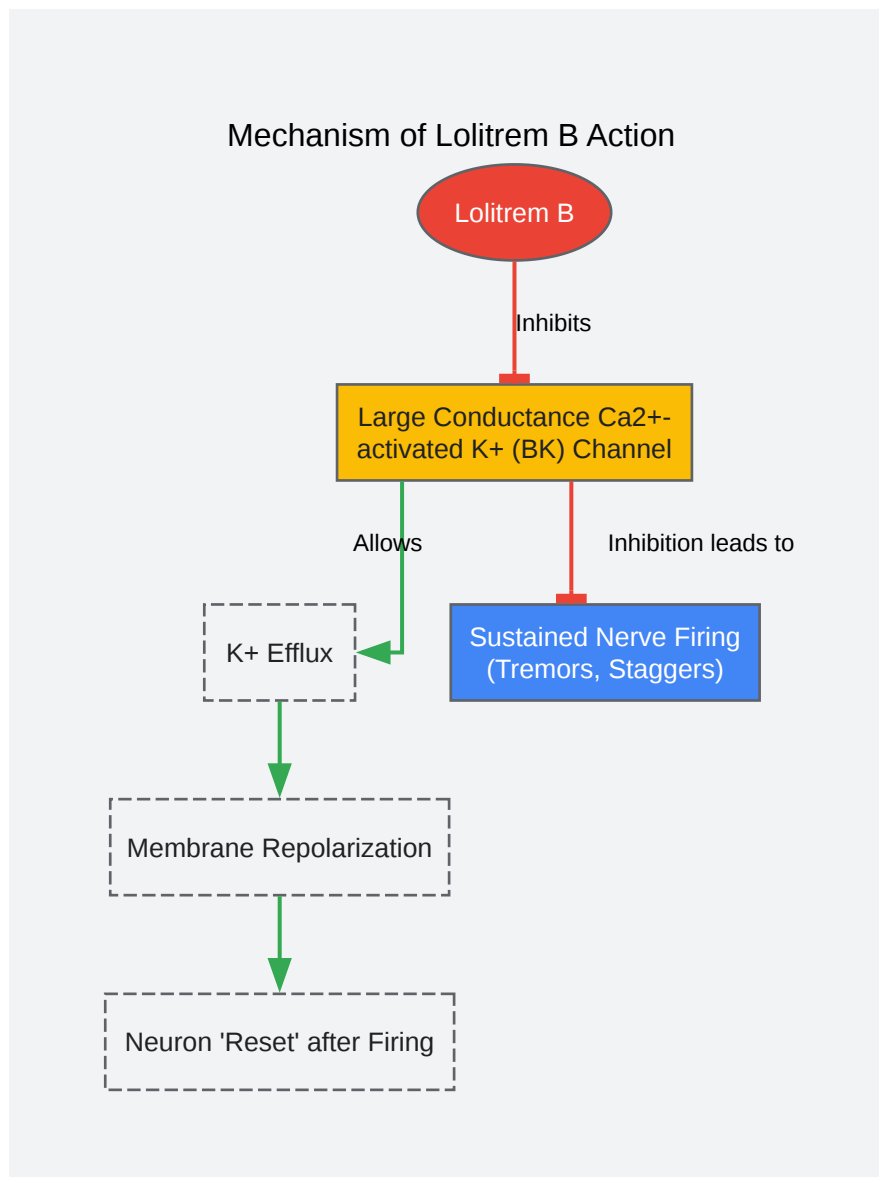 Mechanism of Lolitrem B Action
Lolitrem B
Inhibits
Large Conductance Ca2+-
activated K+ (BK) Channel
Allows
Inhibition leads to
K+ Efflux
Sustained Nerve Firing
(Tremors, Staggers)
Membrane Repolarization
Neuron 'Reset' after Firing